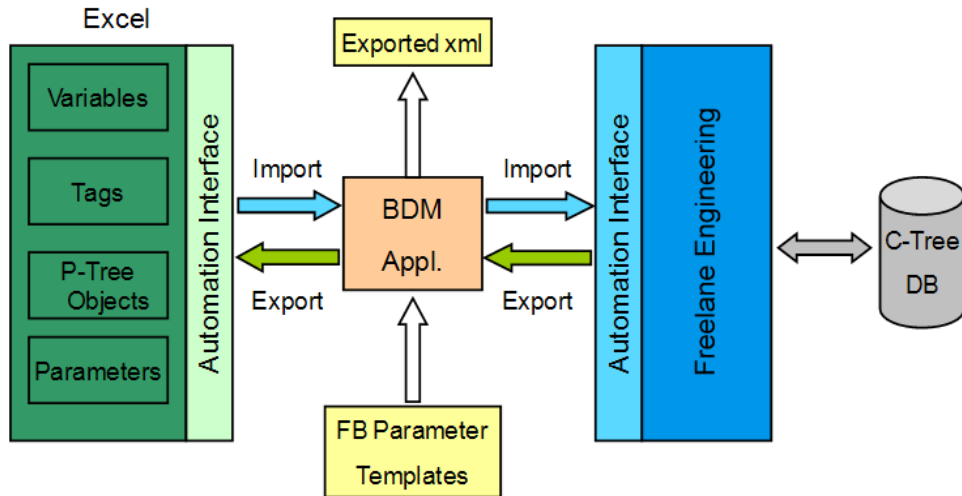 Excel
Variables
Tags
P-Tree
Objects
Parameters
Automation Interface
Import
Export
Exported xml
BDM
Appl.
FB Parameter
Templates
Import
Export
Automation Interface
Freelane Engineering
C-Tree
DB